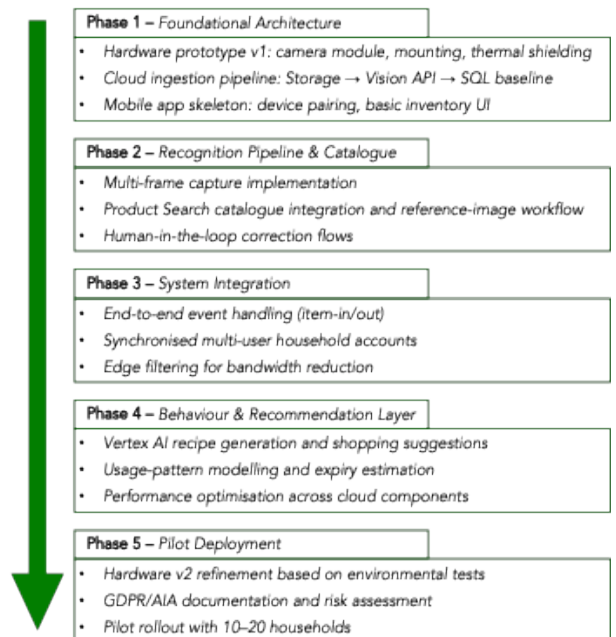 Phase 1 – Foundational Architecture
• Hardware prototype v1: camera module, mounting, thermal shielding
• Cloud ingestion pipeline: Storage → Vision API → SQL baseline
• Mobile app skeleton: device pairing, basic inventory UI
Phase 2 – Recognition Pipeline & Catalogue
• Multi-frame capture implementation
• Product Search catalogue integration and reference-image workflow
• Human-in-the-loop correction flows
Phase 3 – System Integration
• End-to-end event handling (item-in/out)
• Synchronised multi-user household accounts
• Edge filtering for bandwidth reduction
Phase 4 – Behaviour & Recommendation Layer
• Vertex AI recipe generation and shopping suggestions
• Usage-pattern modelling and expiry estimation
• Performance optimisation across cloud components
Phase 5 – Pilot Deployment
• Hardware v2 refinement based on environmental tests
• GDPR/AIA documentation and risk assessment
• Pilot rollout with 10–20 households